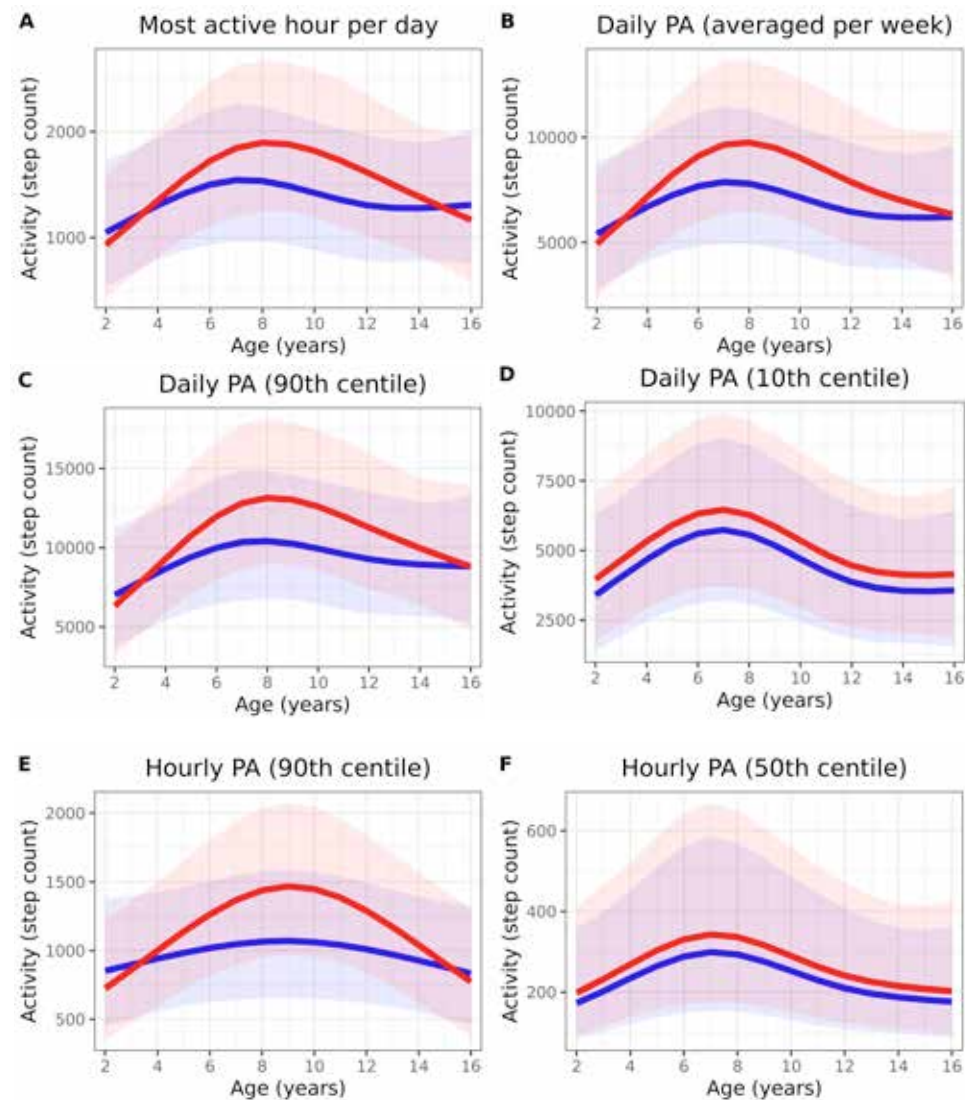 A Most active hour per day
Activity (step count)
2000
1000
2 4 6 8 10 12 14 16
Age (years)
B Daily PA (averaged per week)
Activity (step count)
10000
5000
2 4 6 8 10 12 14 16
Age (years)
C Daily PA (90th centile)
Activity (step count)
15000
10000
5000
2 4 6 8 10 12 14 16
Age (years)
D Daily PA (10th centile)
Activity (step count)
10000
7500
5000
2500
2 4 6 8 10 12 14 16
Age (years)
E Hourly PA (90th centile)
Activity (step count)
2000
1500
1000
500
2 4 6 8 10 12 14 16
Age (years)
F Hourly PA (50th centile)
Activity (step count)
600
400
200
2 4 6 8 10 12 14 16
Age (years)